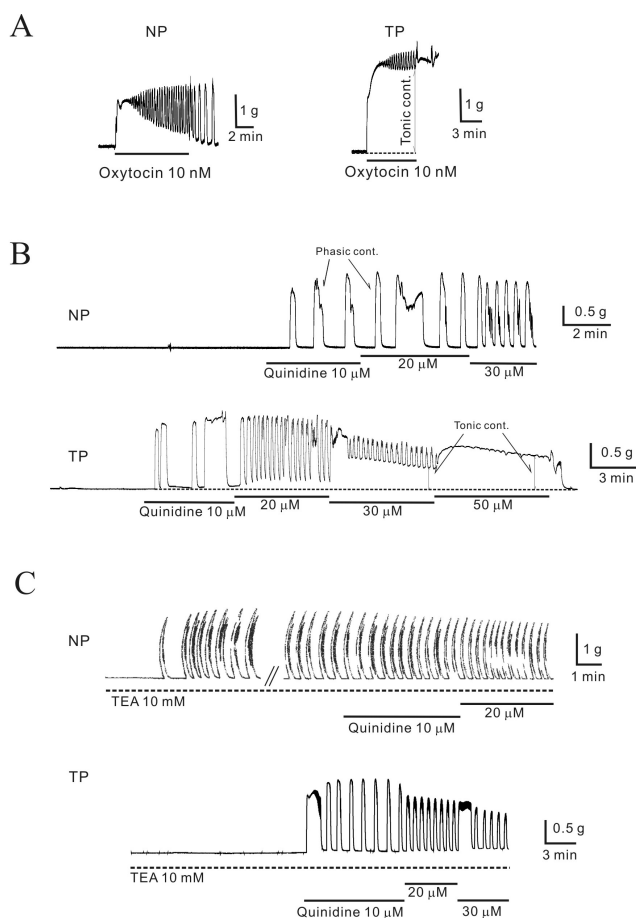 A
NP
TP
1 g
2 min
Oxytocin 10 nM
Tonic cont.
1 g
3 min
Oxytocin 10 nM
B
Phasic cont.
NP
0.5 g
2 min
Quinidine 10 μM
20 μM
30 μM
TP
Tonic cont.
0.5 g
3 min
Quinidine 10 μM
20 μM
30 μM
50 μM
C
NP
1 g
1 min
TEA 10 mM
Quinidine 10 μM
20 μM
TP
0.5 g
3 min
TEA 10 mM
Quinidine 10 μM
20 μM
30 μM